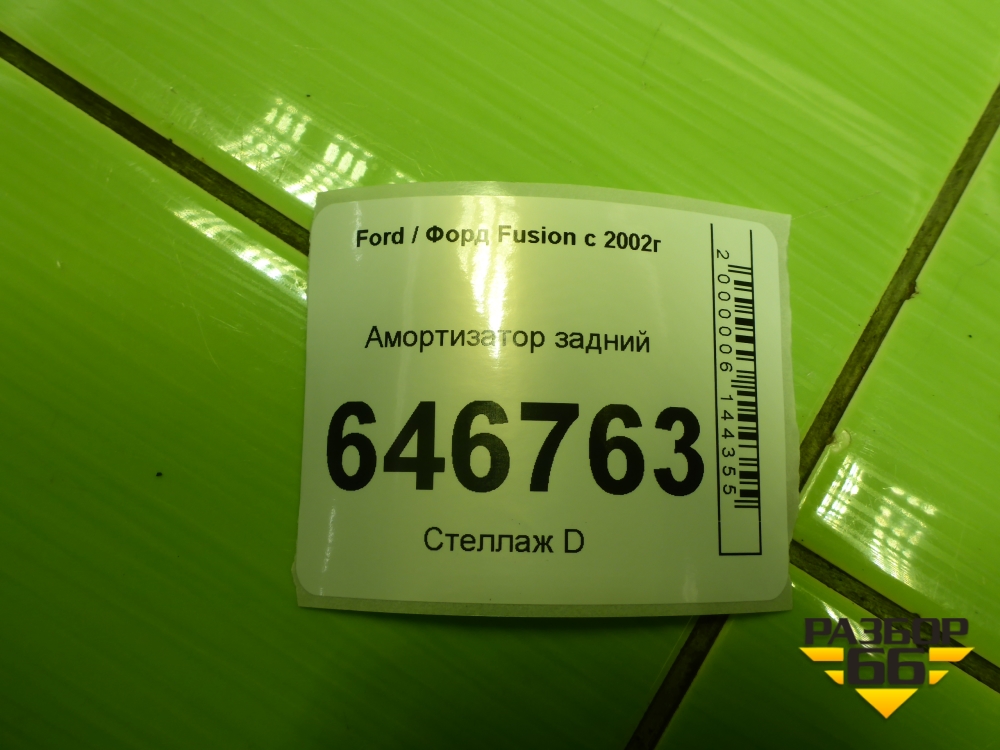 Ford / Форд Fusion с 2002г
Амортизатор задний
646763
Стеллаж D
2000006144355
РАЗБОР
66